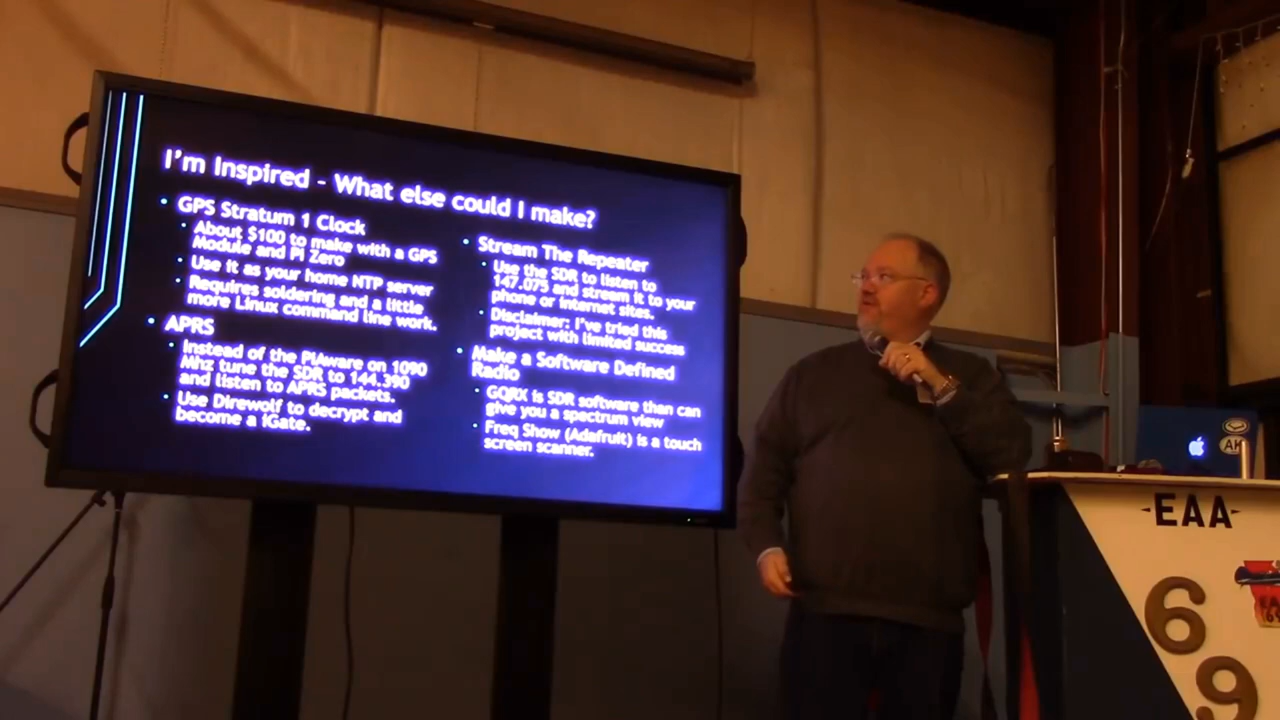 I'm Inspired - What else could I make?
• GPS Stratum 1 Clock
• About $100 to make with a GPS
Module and Pi Zero
• Use it as your home NTP server
• Requires soldering and a little
more Linux command line work.
• APRS
• Instead of the PiAware on 1090
Mhz tune the SDR to 144.390
and listen to APRS packets.
• Use Direwolf to decrypt and
become a iGate.
• Stream The Repeater
• Use the SDR to listen to
147.075 and stream it to your
phone or internet sites.
• Disclaimer: I've tried this
project with limited success
• Make a Software Defined
Radio
• GQRX is SDR software than can
give you a spectrum view
• Freq Show (Adafruit) is a touch
screen scanner.
AK
-EAA-
6
9